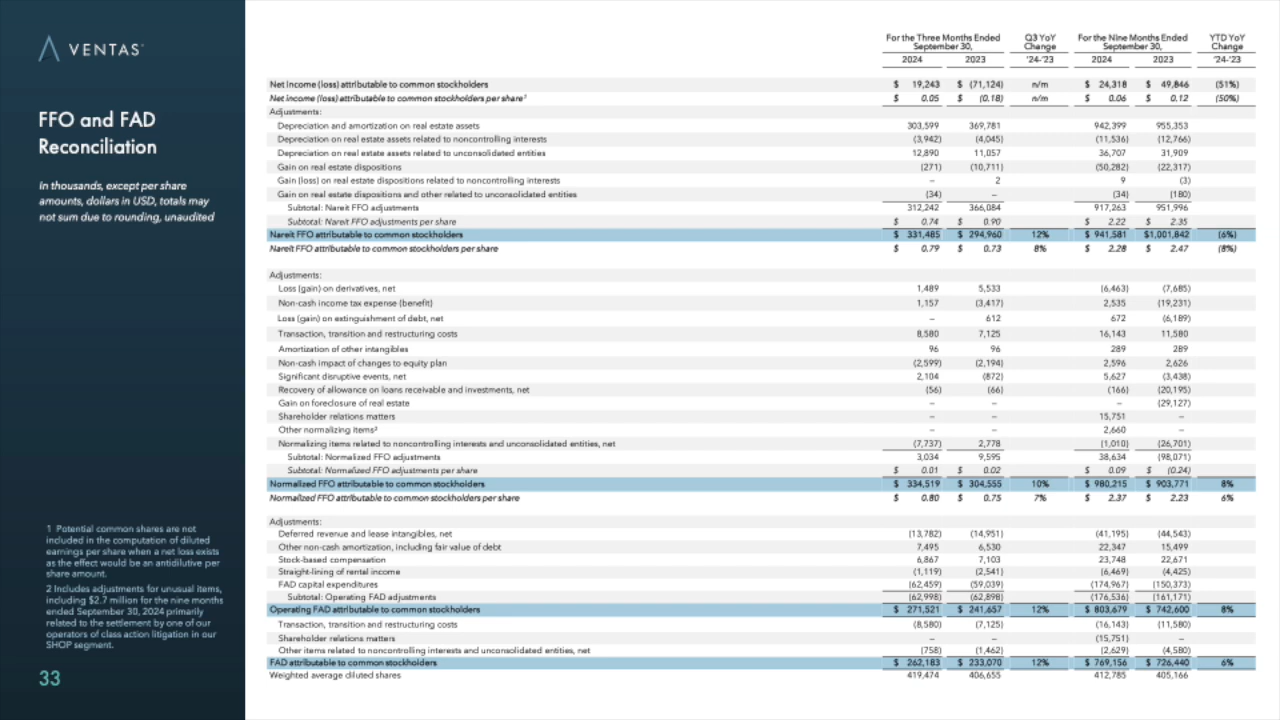 VENTAS™
FFO and FAD
Reconciliation
In thousands, except per share
amounts, dollars in USD, totals may
not sum due to rounding, unaudited
1 Potential common shares are not
included in the computation of diluted
earnings per share when a net loss exists
as the effect would be an antidilutive per
share amount.
2 Includes adjustments for unusual items,
including $2.7 million for the nine months
ended September 30, 2024 primarily
related to the settlement by one of our
operators of class action litigation in our
SHOP segment.
33
For the Three Months Ended September 30, Q3 YoY Change For the Nine Months Ended September 30, YTD YoY Change
2024 2023 '24-'23 2024 2023 '24-'23
Net income (loss) attributable to common stockholders $ 19,243 $ (71,124) n/m $ 24,318 $ 49,846 (51%)
Net income (loss) attributable to common stockholders per share¹ $ 0.05 $ (0.18) n/m $ 0.06 $ 0.12 (50%)
Adjustments:
Depreciation and amortization on real estate assets 303,599 369,781 942,399 955,353
Depreciation on real estate assets related to noncontrolling interests (3,942) (4,045) (11,536) (12,766)
Depreciation on real estate assets related to unconsolidated entities 12,890 11,057 36,707 31,909
Gain on real estate dispositions (271) (10,711) (50,282) (22,317)
Gain (loss) on real estate dispositions related to noncontrolling interests – 2 9 (3)
Gain on real estate dispositions and other related to unconsolidated entities (34) – (34) (180)
Subtotal: Nareit FFO adjustments 312,242 366,084 917,263 951,996
Subtotal: Nareit FFO adjustments per share $ 0.74 $ 0.90 $ 2.22 $ 2.35
Nareit FFO attributable to common stockholders $ 331,485 $ 294,960 12% $ 941,581 $1,001,842 (6%)
Nareit FFO attributable to common stockholders per share $ 0.79 $ 0.73 8% $ 2.28 $ 2.47 (8%)
Adjustments:
Loss (gain) on derivatives, net 1,489 5,533 (6,463) (7,685)
Non-cash income tax expense (benefit) 1,157 (3,417) 2,535 (19,231)
Loss (gain) on extinguishment of debt, net – 612 672 (6,189)
Transaction, transition and restructuring costs 8,580 7,125 16,143 11,580
Amortization of other intangibles 96 96 289 289
Non-cash impact of changes to equity plan (2,599) (2,194) 2,596 2,626
Significant disruptive events, net 2,104 (872) 5,627 (3,438)
Recovery of allowance on loans receivable and investments, net (56) (66) (166) (20,195)
Gain on foreclosure of real estate – – – (29,127)
Shareholder relations matters – – 15,751 –
Other normalizing items² – – 2,660 –
Normalizing items related to noncontrolling interests and unconsolidated entities, net (7,737) 2,778 (1,010) (26,701)
Subtotal: Normalized FFO adjustments 3,034 9,595 38,634 (98,071)
Subtotal: Normalized FFO adjustments per share $ 0.01 $ 0.02 $ 0.09 $ (0.24)
Normalized FFO attributable to common stockholders $ 334,519 $ 304,555 10% $ 980,215 $ 903,771 8%
Normalized FFO attributable to common stockholders per share $ 0.80 $ 0.75 7% $ 2.37 $ 2.23 6%
Adjustments:
Deferred revenue and lease intangibles, net (13,782) (14,951) (41,195) (44,543)
Other non-cash amortization, including fair value of debt 7,495 6,530 22,347 15,499
Stock-based compensation 6,867 7,103 23,748 22,671
Straight-lining of rental income (1,119) (2,541) (6,469) (4,425)
FAD capital expenditures (62,459) (59,039) (174,967) (150,373)
Subtotal: Operating FAD adjustments (62,998) (62,898) (176,536) (161,171)
Operating FAD attributable to common stockholders $ 271,521 $ 241,657 12% $ 803,679 $ 742,600 8%
Transaction, transition and restructuring costs (8,580) (7,125) (16,143) (11,580)
Shareholder relations matters – – (15,751) –
Other items related to noncontrolling interests and unconsolidated entities, net (758) (1,462) (2,629) (4,580)
FAD attributable to common stockholders $ 262,183 $ 233,070 12% $ 769,156 $ 726,440 6%
Weighted average diluted shares 419,474 406,655 412,785 405,166